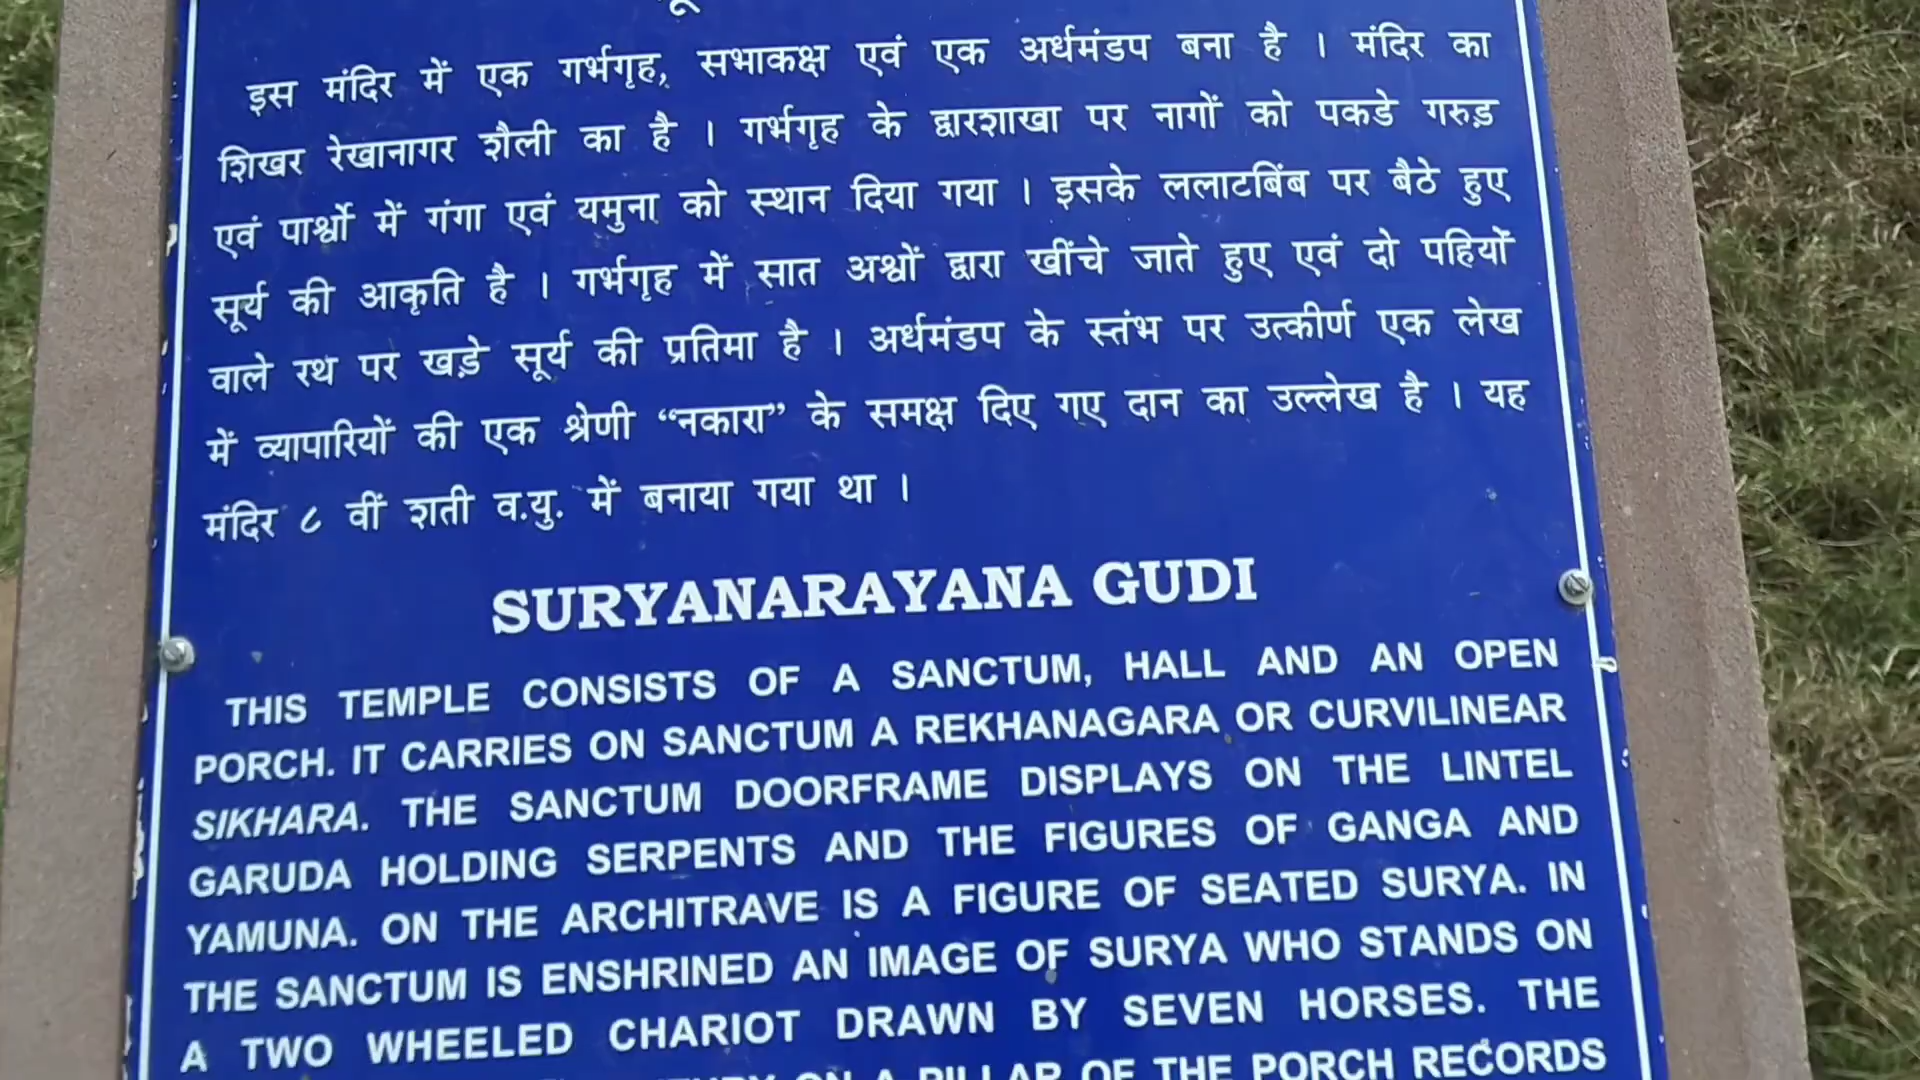 इस मंदिर में एक गर्भगृह, सभाकक्ष एवं एक अर्धमंडप बना है । मंदिर का
शिखर रेखानागर शैली का है । गर्भगृह के द्वारशाखा पर नागों को पकडे गरुड़
एवं पार्श्वो में गंगा एवं यमुना को स्थान दिया गया । इसके ललाटबिंब पर बैठे हुए
सूर्य की आकृति है । गर्भगृह में सात अश्वों द्वारा खींचे जाते हुए एवं दो पहियों
वाले रथ पर खड़े सूर्य की प्रतिमा है । अर्धमंडप के स्तंभ पर उत्कीर्ण एक लेख
में व्यापारियों की एक श्रेणी “नकारा” के समक्ष दिए गए दान का उल्लेख है । यह
मंदिर ८ वीं शती व.यु. में बनाया गया था ।
SURYANARAYANA GUDI
THIS TEMPLE CONSISTS OF A SANCTUM, HALL AND AN OPEN
PORCH. IT CARRIES ON SANCTUM A REKHANAGARA OR CURVILINEAR
SIKHARA. THE SANCTUM DOORFRAME DISPLAYS ON THE LINTEL
GARUDA HOLDING SERPENTS AND THE FIGURES OF GANGA AND
YAMUNA. ON THE ARCHITRAVE IS A FIGURE OF SEATED SURYA. IN
THE SANCTUM IS ENSHRINED AN IMAGE OF SURYA WHO STANDS ON
A TWO WHEELED CHARIOT DRAWN BY SEVEN HORSES. THE
ON A PILLAR OF THE PORCH RECORDS